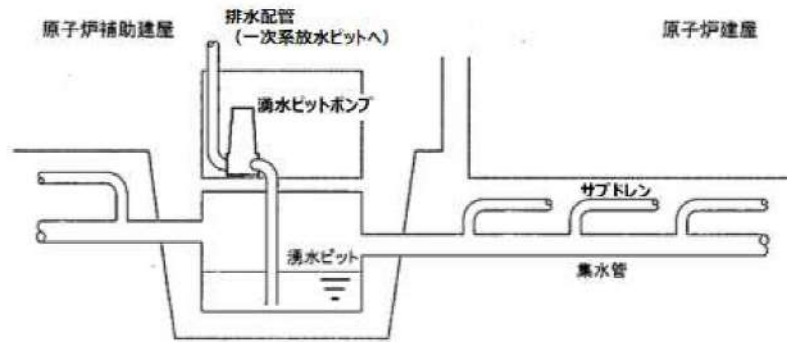 原子炉補助建屋
排水配管
(一次系放水ピットへ)
原子炉建屋
湧水ピットポンプ
サブドレン
湧水ピット
集水管